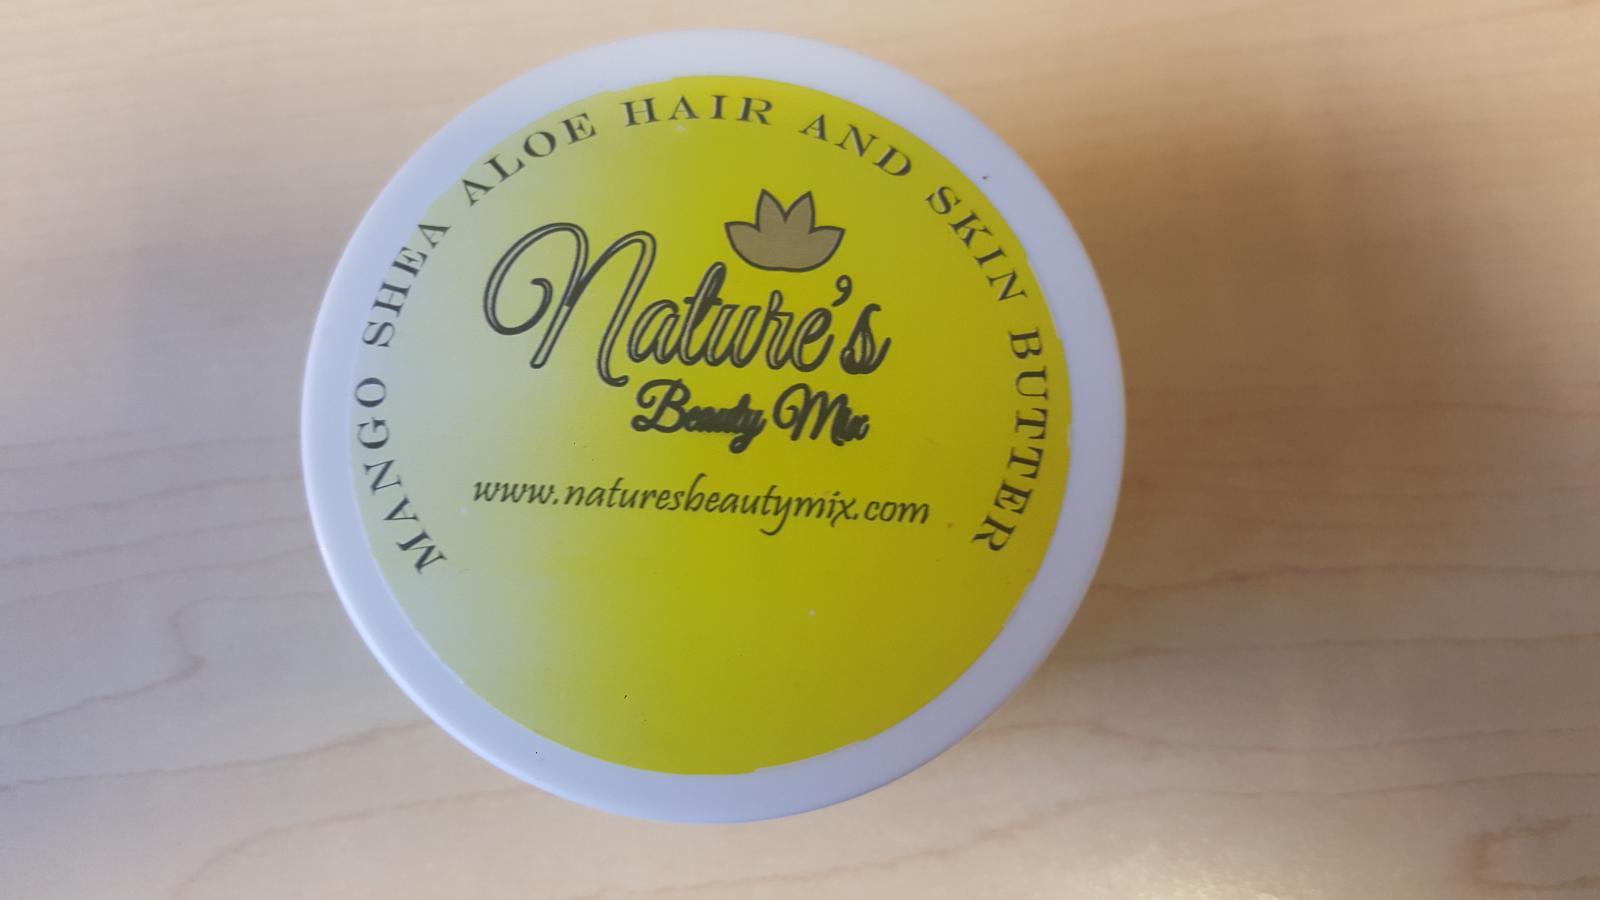 MANGO SHEA ALOE HAIR AND SKIN BUTTER
Nature's
Beauty Mix
www.naturesbeautymix.com